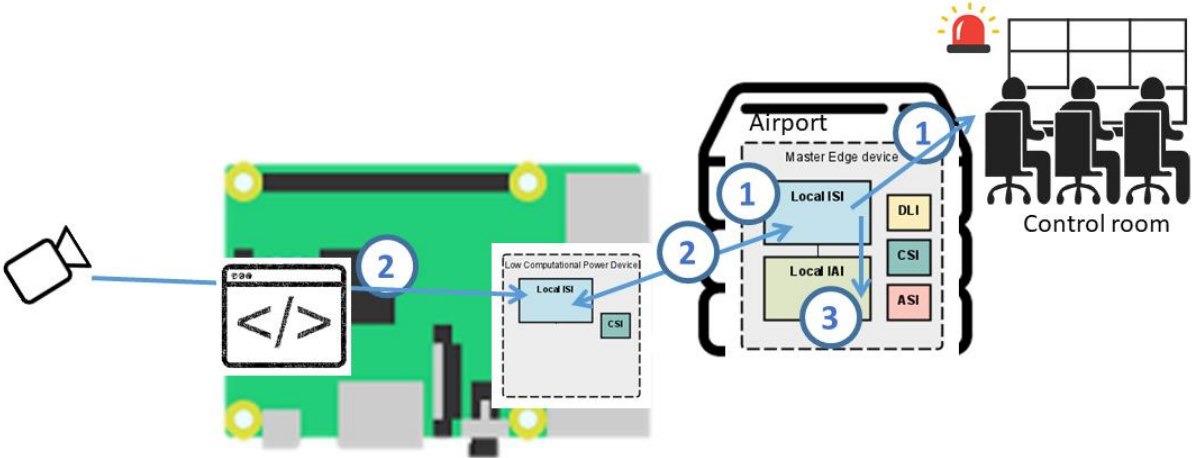 Airport
1
Master Edge device
1
Local ISI
DLI
Control room
2
2
</>
Low Computational Power Device
Local ISI
CSI
Local IAI
CSI
ASI
3